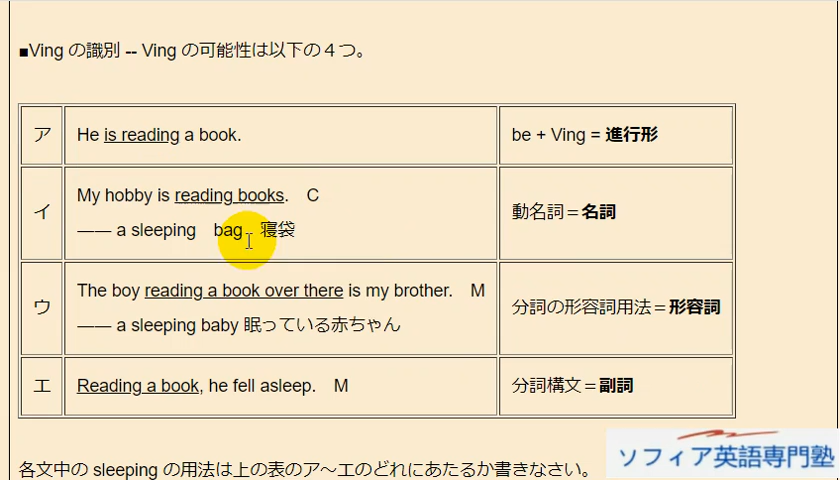 ■Ving の識別 -- Ving の可能性は以下の４つ。
ア He is reading a book. be + Ving = 進行形
イ My hobby is reading books. C 動名詞＝名詞
―― a sleeping bag 寝袋
ウ The boy reading a book over there is my brother. M 分詞の形容詞用法＝形容詞
―― a sleeping baby 眠っている赤ちゃん
エ Reading a book, he fell asleep. M 分詞構文＝副詞
各文中の sleeping の用法は上の表のア～エのどれにあたるか書きなさい。
ソフィア英語専門塾